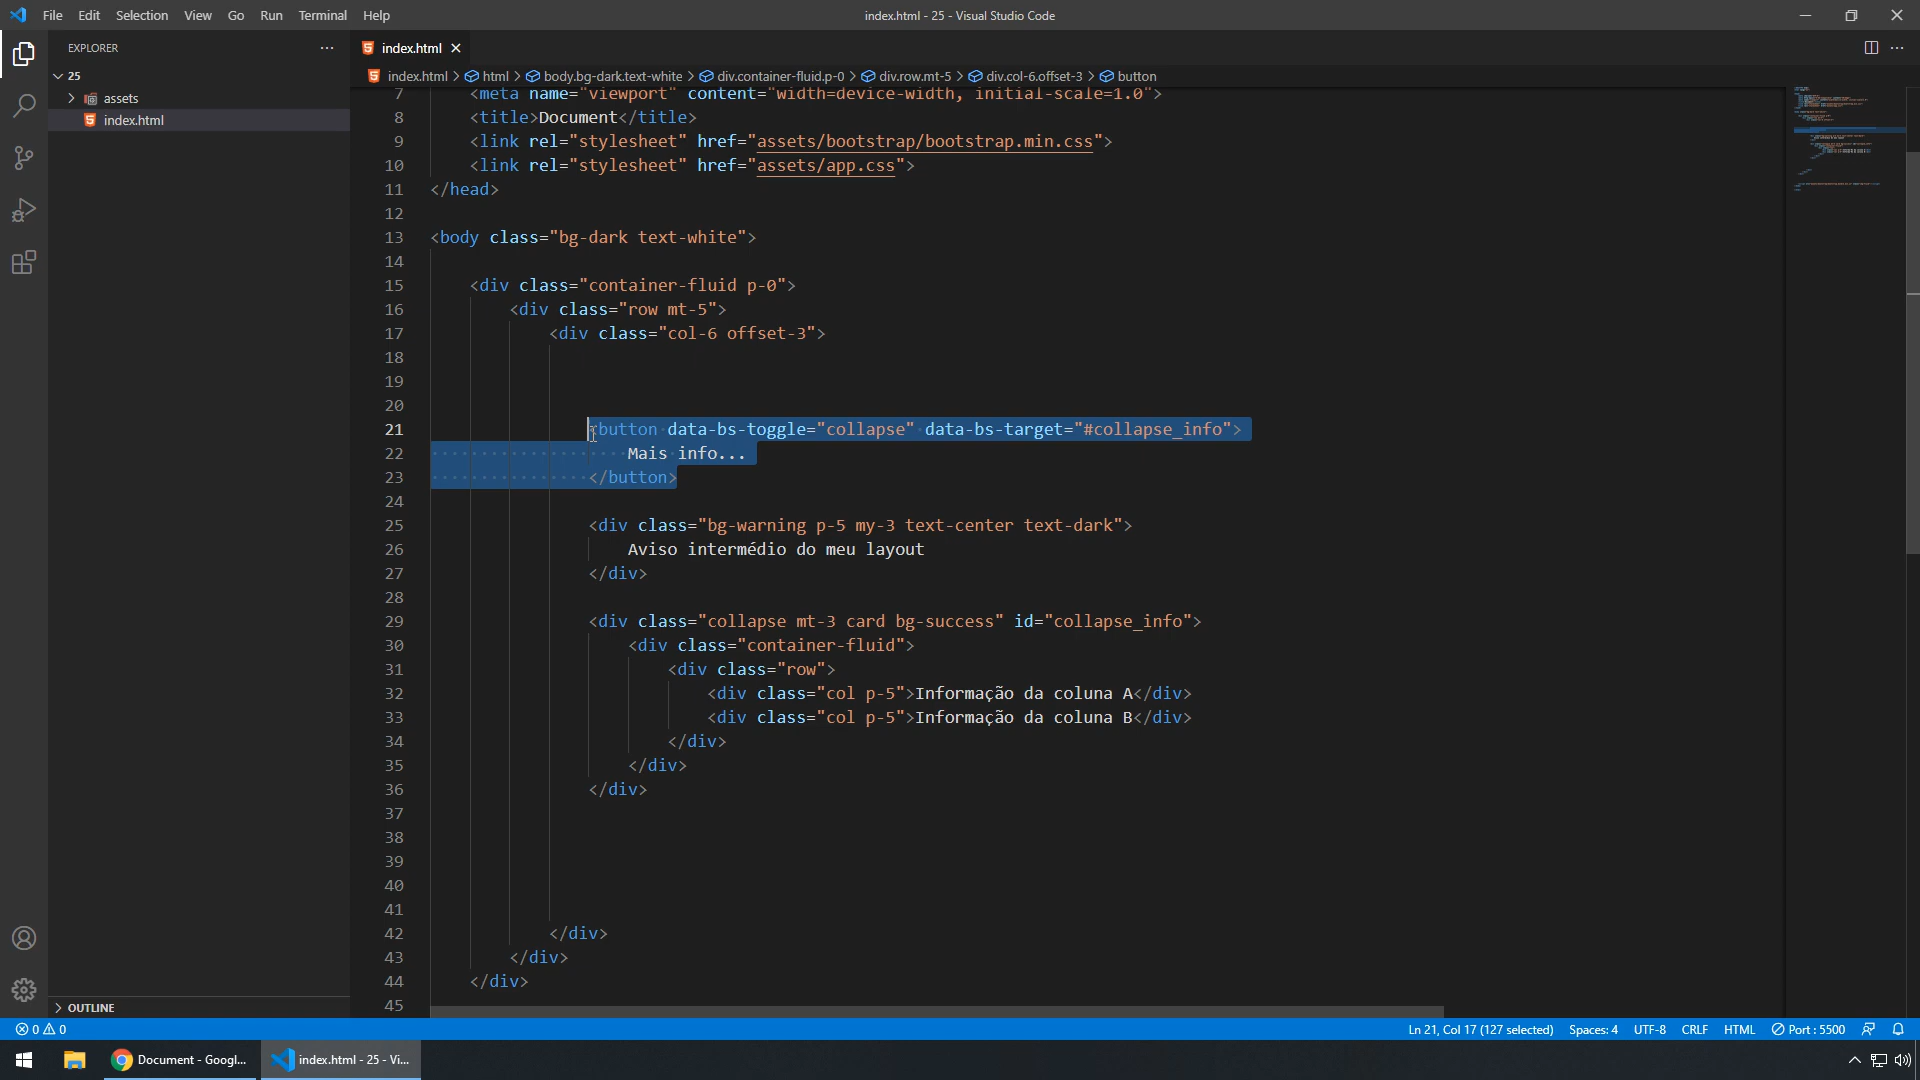 File Edit Selection View Go Run Terminal Help
index.html - 25 - Visual Studio Code
EXPLORER
25
assets
index.html
OUTLINE
index.html
index.html > html > body.bg-dark.text-white > div.container-fluid.p-0 > div.row.mt-5 > div.col-6.offset-3 > button
7 <meta name="viewport" content="width=device-width, initial-scale=1.0">
8 <title>Document</title>
9 <link rel="stylesheet" href="assets/bootstrap/bootstrap.min.css">
10 <link rel="stylesheet" href="assets/app.css">
11 </head>
12
13 <body class="bg-dark text-white">
14
15 <div class="container-fluid p-0">
16 <div class="row mt-5">
17 <div class="col-6 offset-3">
18
19
20
21 <button data-bs-toggle="collapse" data-bs-target="#collapse_info">
22 Mais info...
23 </button>
24
25 <div class="bg-warning p-5 my-3 text-center text-dark">
26 Aviso intermédio do meu layout
27 </div>
28
29 <div class="collapse mt-3 card bg-success" id="collapse_info">
30 <div class="container-fluid">
31 <div class="row">
32 <div class="col p-5">Informação da coluna A</div>
33 <div class="col p-5">Informação da coluna B</div>
34 </div>
35 </div>
36 </div>
37
38
39
40
41
42 </div>
43 </div>
44 </div>
45
0 0
Ln 21, Col 17 (127 selected) Spaces: 4 UTF-8 CRLF HTML Port : 5500
Document - Googl...
index.html - 25 - Vi...